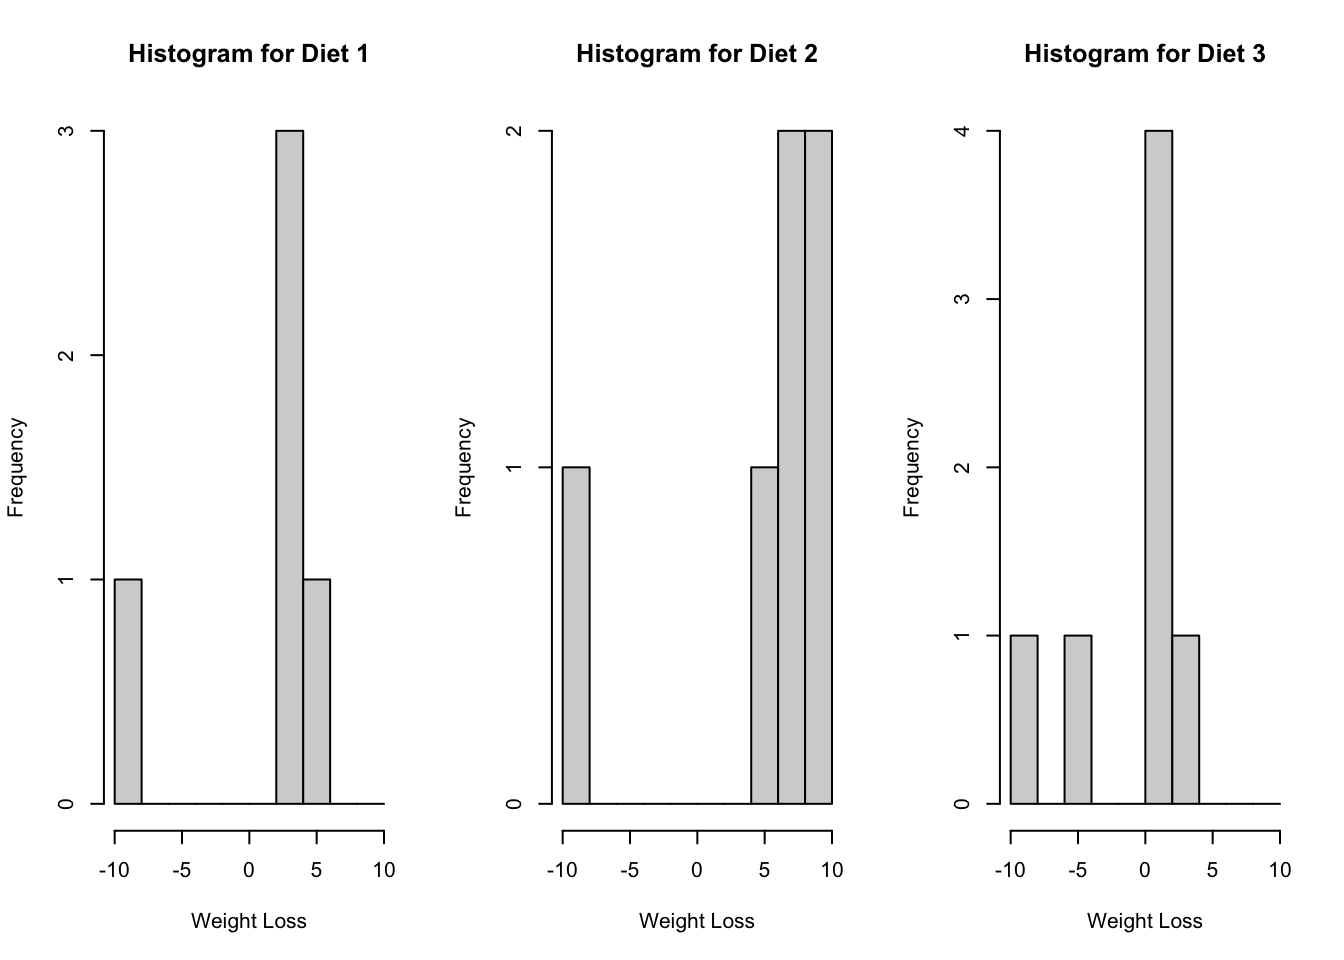 Histogram for Diet 1
3
2
1
0
Frequency
-10 -5 0 5 10
Weight Loss
Histogram for Diet 2
2
1
0
Frequency
-10 -5 0 5 10
Weight Loss
Histogram for Diet 3
4
3
2
1
0
Frequency
-10 -5 0 5 10
Weight Loss